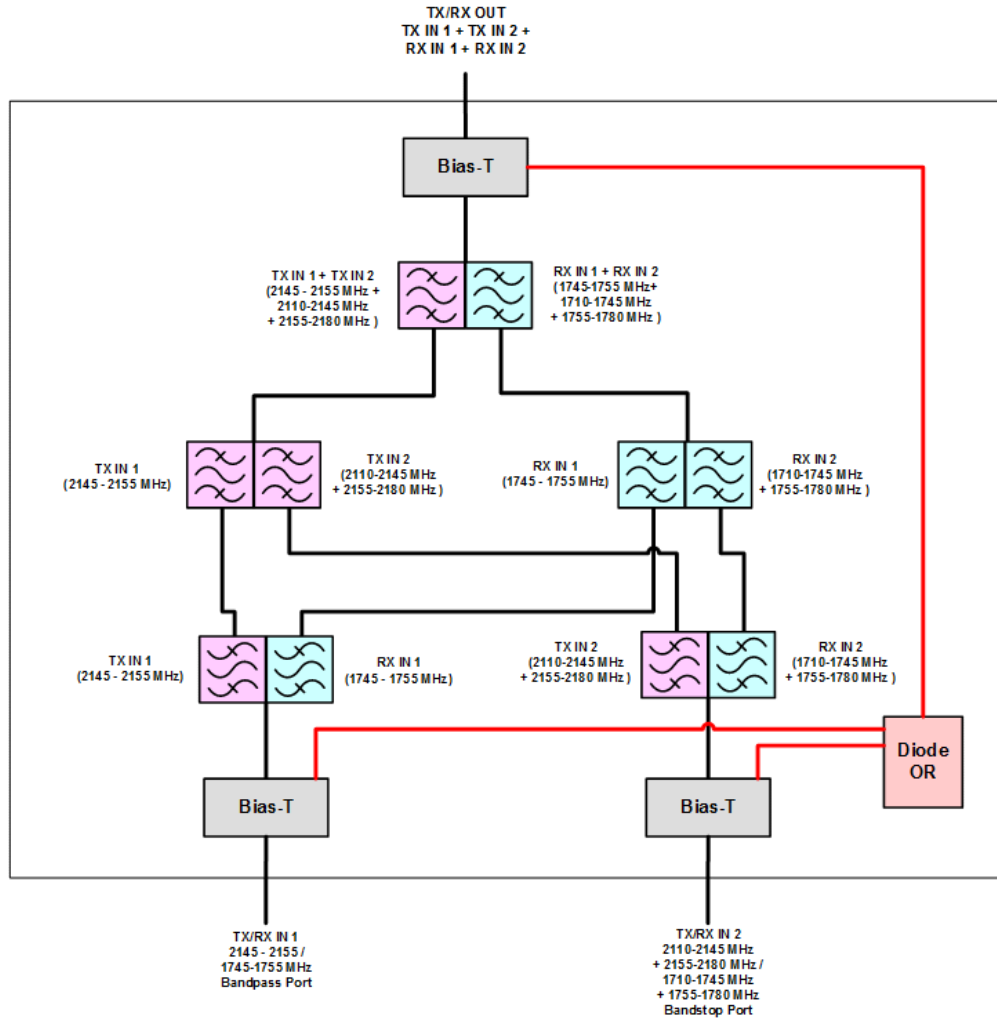 TX/RX OUT
TX IN 1 + TX IN 2 +
RX IN 1 + RX IN 2
Bias-T
TX IN 1 + TX IN 2
(2145 - 2155 MHz +
2110-2145 MHz
+ 2155-2180 MHz )
RX IN 1 + RX IN 2
(1745-1755 MHz+
1710-1745 MHz
+ 1755-1780 MHz )
TX IN 1
(2145 - 2155 MHz)
TX IN 2
(2110-2145 MHz
+ 2155-2180 MHz )
RX IN 1
(1745 - 1755 MHz)
RX IN 2
(1710-1745 MHz
+ 1755-1780 MHz )
TX IN 1
(2145 - 2155 MHz)
RX IN 1
(1745 - 1755 MHz)
TX IN 2
(2110-2145 MHz
+ 2155-2180 MHz )
RX IN 2
(1710-1745 MHz
+ 1755-1780 MHz )
Diode
OR
Bias-T
Bias-T
TX/RX IN 1
2145 - 2155 /
1745-1755 MHz
Bandpass Port
TX/RX IN 2
2110-2145 MHz
+ 2155-2180 MHz /
1710-1745 MHz
+ 1755-1780 MHz
Bandstop Port